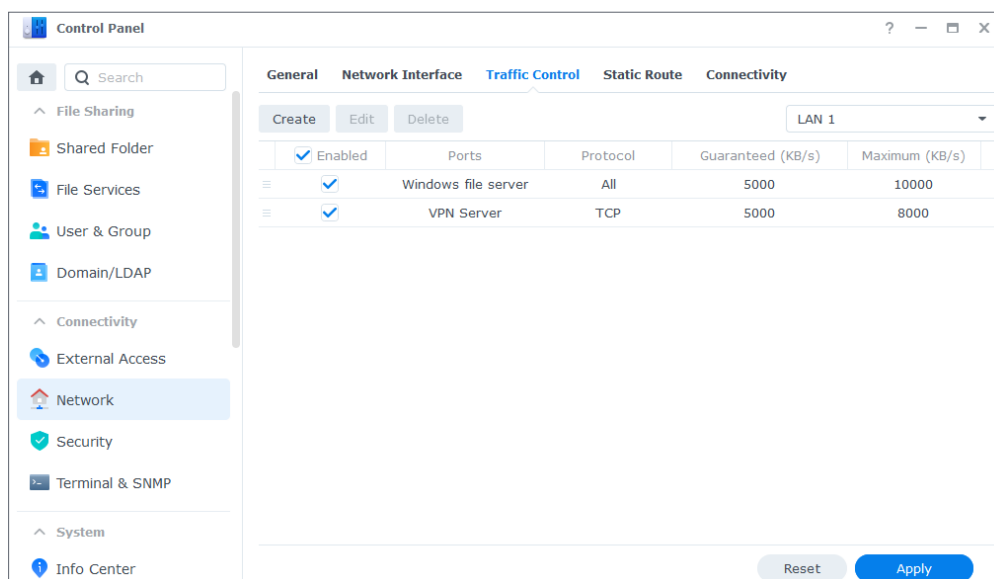 Control Panel
Search
File Sharing
Shared Folder
File Services
User & Group
Domain/LDAP
Connectivity
External Access
Network
Security
Terminal & SNMP
System
Info Center
General Network Interface Traffic Control Static Route Connectivity
Create Edit Delete LAN 1
Enabled Ports Protocol Guaranteed (KB/s) Maximum (KB/s)
Windows file server All 5000 10000
VPN Server TCP 5000 8000
Reset Apply